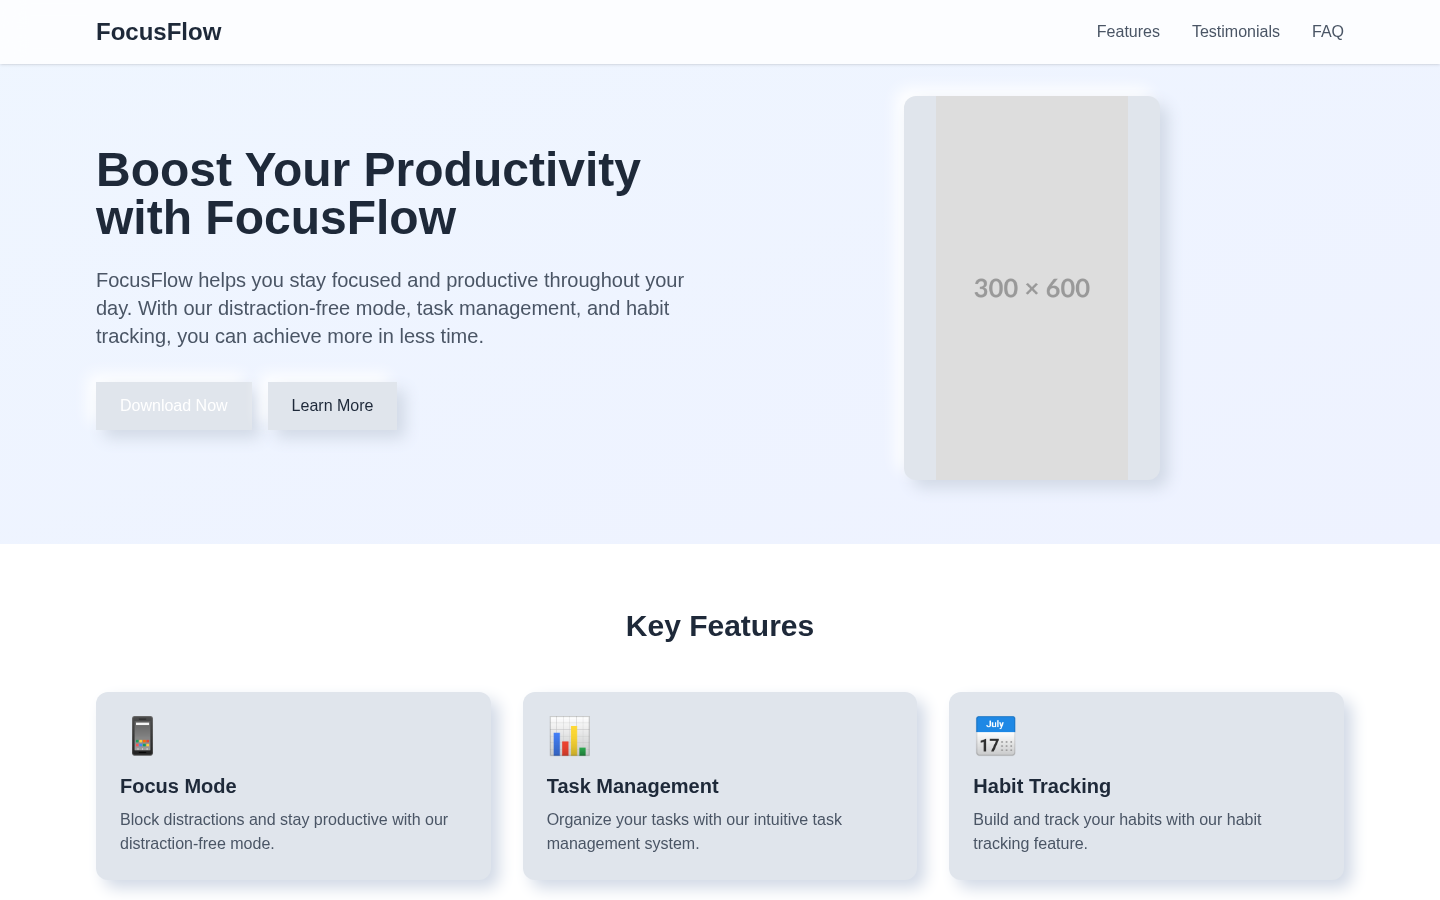 FocusFlow
Features
Testimonials
FAQ
Boost Your Productivity
with FocusFlow
FocusFlow helps you stay focused and productive throughout your
day. With our distraction-free mode, task management, and habit
tracking, you can achieve more in less time.
Download Now
Learn More
300 × 600
Key Features
Focus Mode
Block distractions and stay productive with our
distraction-free mode.
Task Management
Organize your tasks with our intuitive task
management system.
July
17
Habit Tracking
Build and track your habits with our habit
tracking feature.